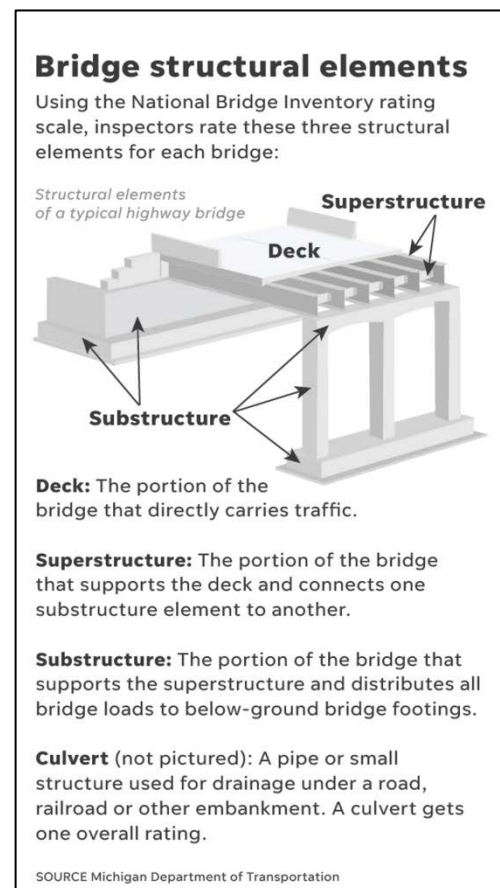 Bridge structural elements
Using the National Bridge Inventory rating
scale, inspectors rate these three structural
elements for each bridge:
Structural elements
of a typical highway bridge
Superstructure
Deck
Substructure
Deck: The portion of the
bridge that directly carries traffic.
Superstructure: The portion of the bridge
that supports the deck and connects one
substructure element to another.
Substructure: The portion of the bridge that
supports the superstructure and distributes all
bridge loads to below-ground bridge footings.
Culvert (not pictured): A pipe or small
structure used for drainage under a road,
railroad or other embankment. A culvert gets
one overall rating.
SOURCE Michigan Department of Transportation